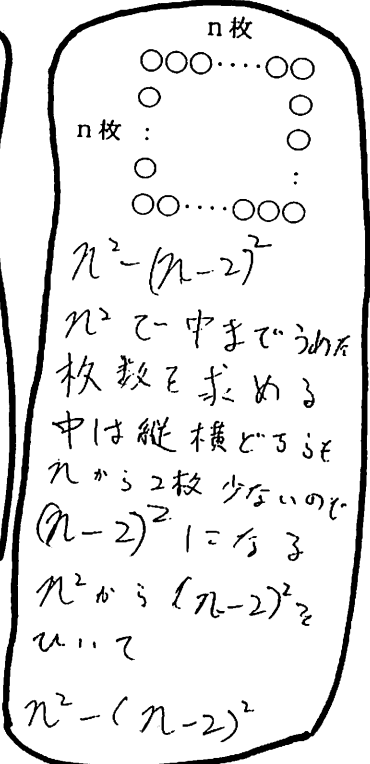 n枚
n枚
n²-(n-2)²
n²で中までうめた
枚数を求める
中は縦横どちらも
nから2枚少ないので
(n-2)²になる
n²から(n-2)²を
ひいて
n²-(n-2)²